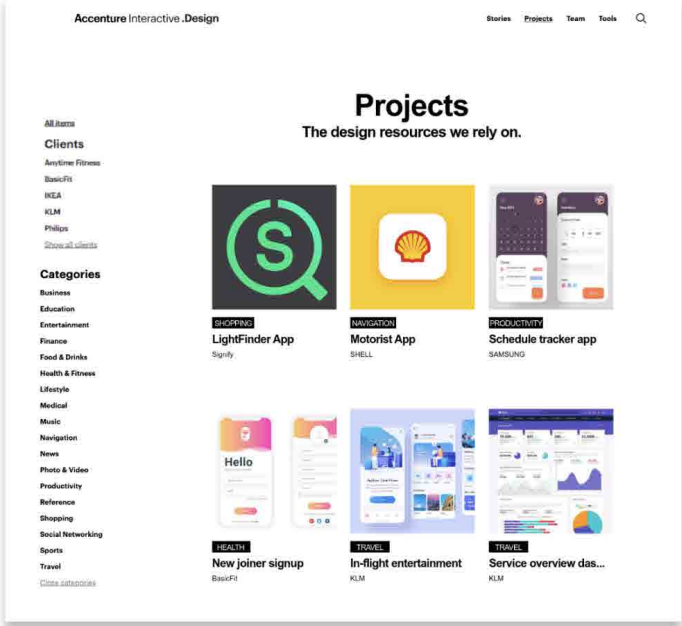 Accenture Interactive .Design
Stories Projects Team Tools
Projects
The design resources we rely on.
All items
Clients
Anytime Fitness
BasicFit
IKEA
KLM
Philips
Show all clients
Categories
Business
Education
Entertainment
Finance
Food & Drinks
Health & Fitness
Lifestyle
Medical
Music
Navigation
News
Photo & Video
Productivity
Reference
Shopping
Social Networking
Sports
Travel
Close categories
S
SHOPPING
LightFinder App
Signify
NAVIGATION
Motorist App
SHELL
PRODUCTIVITY
Schedule tracker app
SAMSUNG
Hello
HEALTH
New joiner signup
BasicFit
TRAVEL
In-flight entertainment
KLM
TRAVEL
Service overview das...
KLM